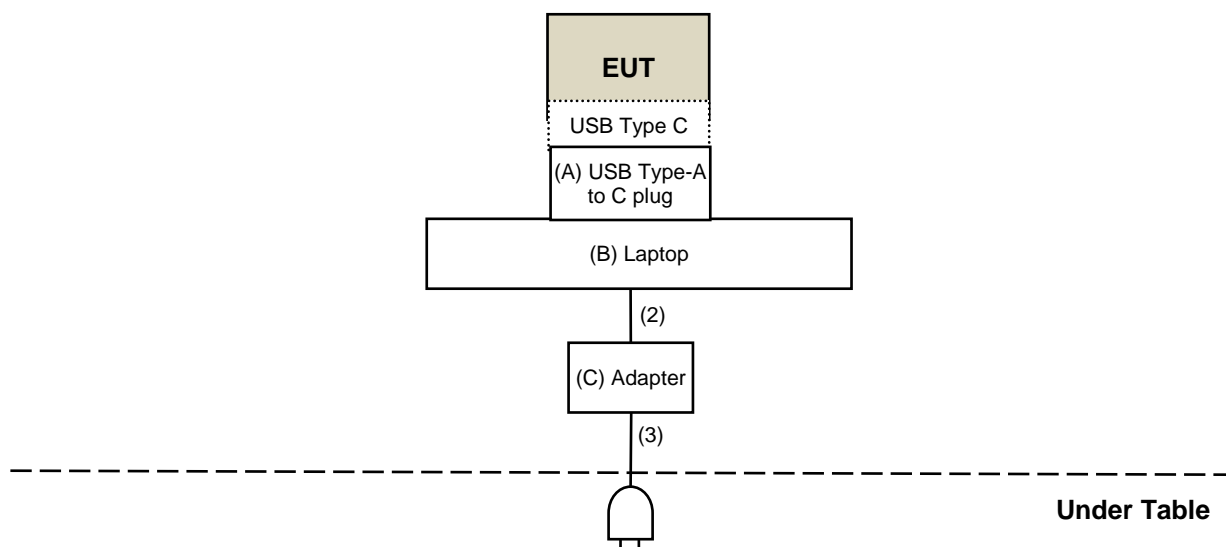 EUT
USB Type C
(A) USB Type-A
to C plug
(B) Laptop
(2)
(C) Adapter
(3)
Under Table